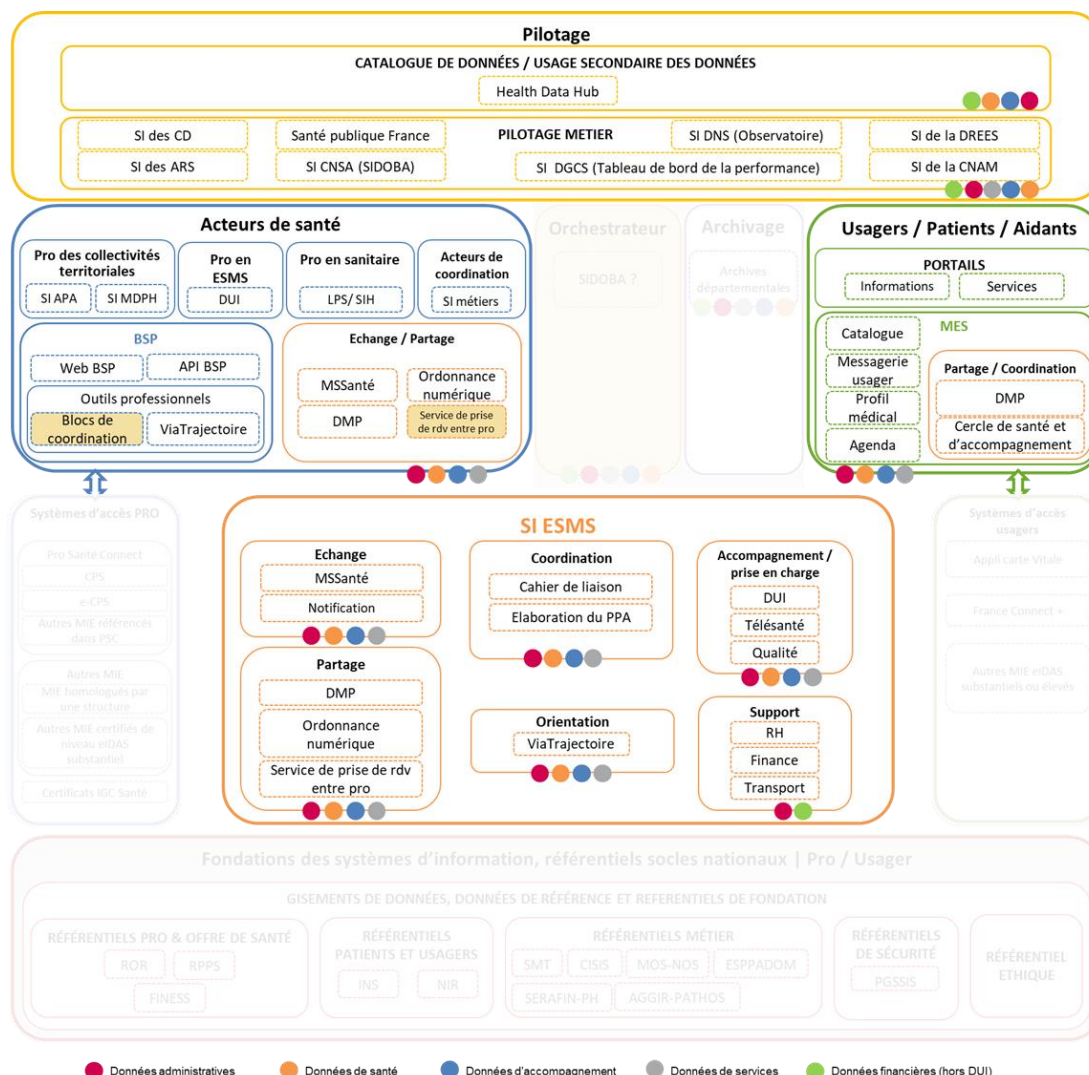 Pilotage
CATALOGUE DE DONNÉES / USAGE SECONDAIRE DES DONNÉES
Health Data Hub
SI des CD
Santé publique France
PILOTAGE METIER
SI DNS (Observatoire)
SI de la DREES
SI des ARS
SI CNSA (SIDOBA)
SI DGCS (Tableau de bord de la performance)
SI de la CNAM
Acteurs de santé
Pro des collectivités
territoriales
SI APA
SI MDPH
Pro en
ESMS
DUI
Pro en sanitaire
LPS/ SIH
Acteurs de
coordination
SI métiers
BSP
Web BSP
API BSP
Outils professionnels
Blocs de
coordination
ViaTrajectoire
Echange / Partage
MSSanté
Ordonnance
numérique
DMP
Service de prise
de rdv entre pro
Orchestrateur
SIDOBA ?
Archivage
Archives
départementales
Usagers / Patients / Aidants
PORTAILS
Informations
Services
MES
Catalogue
Messagerie
usager
Profil
médical
Agenda
Partage / Coordination
DMP
Cercle de santé et
d'accompagnement
Systèmes d'accès PRO
Pro Santé Connect
CPS
e-CPS
Autres MIE référencés
dans PSC
Autres MIE
MIE homologués par
une structure
Autres MIE certifiés de
niveau eIDAS
substantiel
Certificats IGC Santé
SI ESMS
Echange
MSSanté
Notification
Partage
DMP
Ordonnance
numérique
Service de prise de rdv
entre pro
Coordination
Cahier de liaison
Elaboration du PPA
Orientation
ViaTrajectoire
Accompagnement /
prise en charge
DUI
Télésanté
Qualité
Support
RH
Finance
Transport
Systèmes d'accès
usagers
Appli carte Vitale
France Connect +
Autres MIE eIDAS
substantiels ou élevés
Fondations des systèmes d'information, référentiels socles nationaux | Pro / Usager
GISEMENTS DE DONNÉES, DONNÉES DE RÉFÉRENCE ET REFERENTIELS DE FONDATION
RÉFÉRENTIELS PRO & OFFRE DE SANTÉ
ROR
RPPS
FINESS
RÉFÉRENTIELS
PATIENTS ET USAGERS
INS
NIR
RÉFÉRENTIELS MÉTIER
SMT
CISIS
MOS-NOS
ESPPADOM
SERAFIN-PH
AGGIR-PATHOS
RÉFÉRENTIELS
DE SÉCURITÉ
PGSSIS
RÉFÉRENTIEL
ETHIQUE
Données administratives
Données de santé
Données d'accompagnement
Données de services
Données financières (hors DUI)